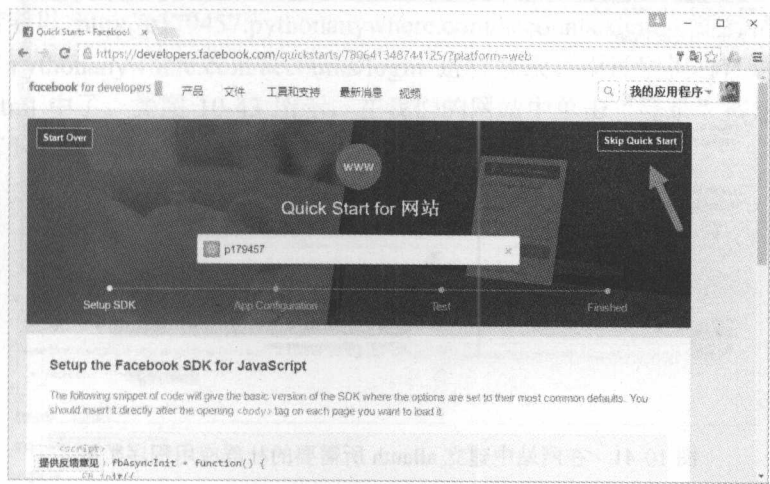 Quick Starts - Facebool
https://developers.facebook.com/quickstarts/780641348744125/?platform=web
facebook for developers 产品 文件 工具和支持 最新消息 视频 我的应用程序
Start Over
Skip Quick Start
www
Quick Start for 网站
p179457
Setup SDK App Configuration Test Finished
Setup the Facebook SDK for JavaScript
The following snippet of code will give the basic version of the SDK where the options are set to their most common defaults. You
should insert it directly after the opening <body> tag on each page you want to load it.
<script>
提供反馈意见 .fbAsyncInit = function() {
FB.init({